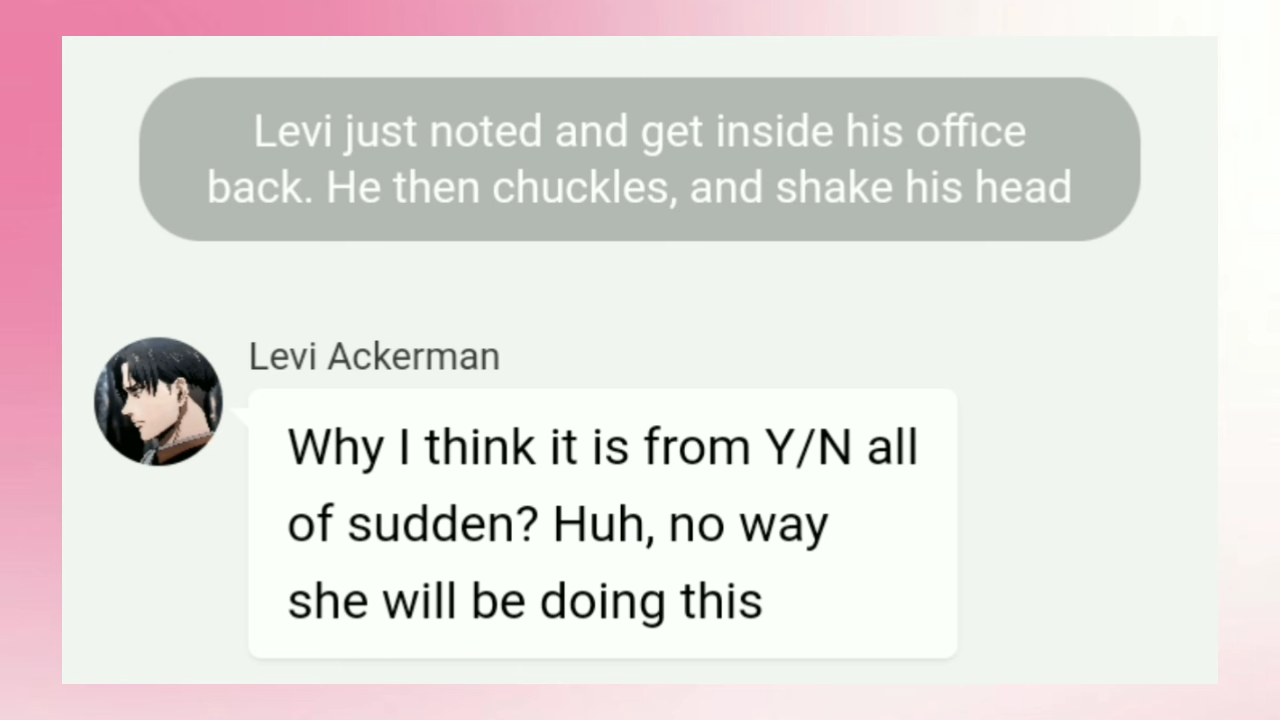 Levi just noted and get inside his office
back. He then chuckles, and shake his head
Levi Ackerman
Why I think it is from Y/N all
of sudden? Huh, no way
she will be doing this